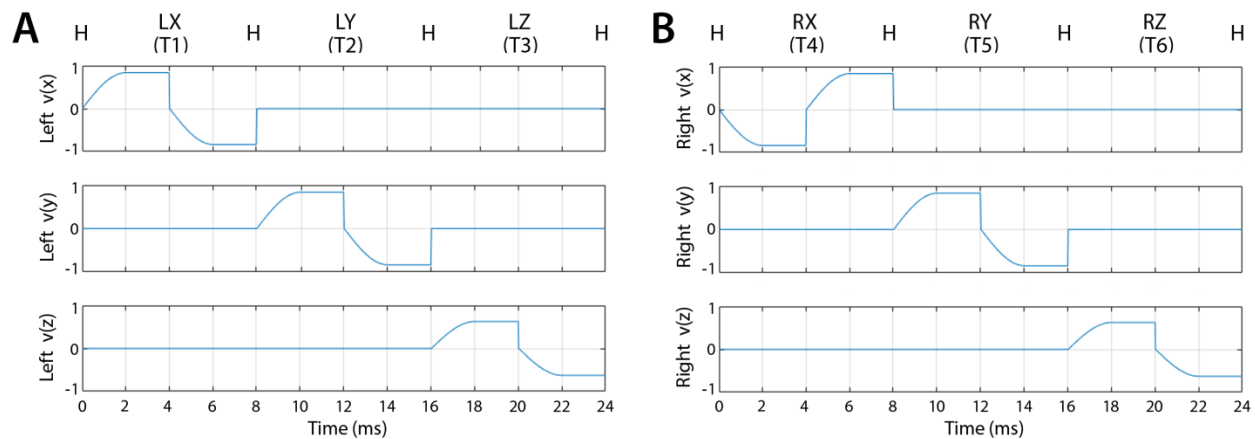 A
H LX H LY H LZ H
(T1) (T2) (T3)
Left v(x)
1
0
-1
Left v(y)
1
0
-1
Left v(z)
1
0
-1
0 2 4 6 8 10 12 14 16 18 20 22 24
Time (ms)
B
H RX H RY H RZ H
(T4) (T5) (T6)
Right v(x)
1
0
-1
Right v(y)
1
0
-1
Right v(z)
1
0
-1
0 2 4 6 8 10 12 14 16 18 20 22 24
Time (ms)